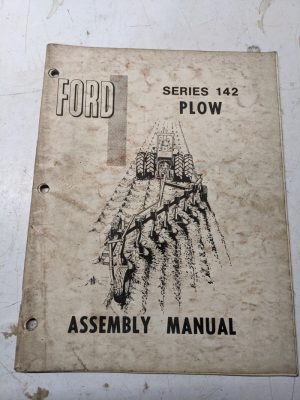 FORD
SERIES 142
PLOW
ASSEMBLY MANUAL